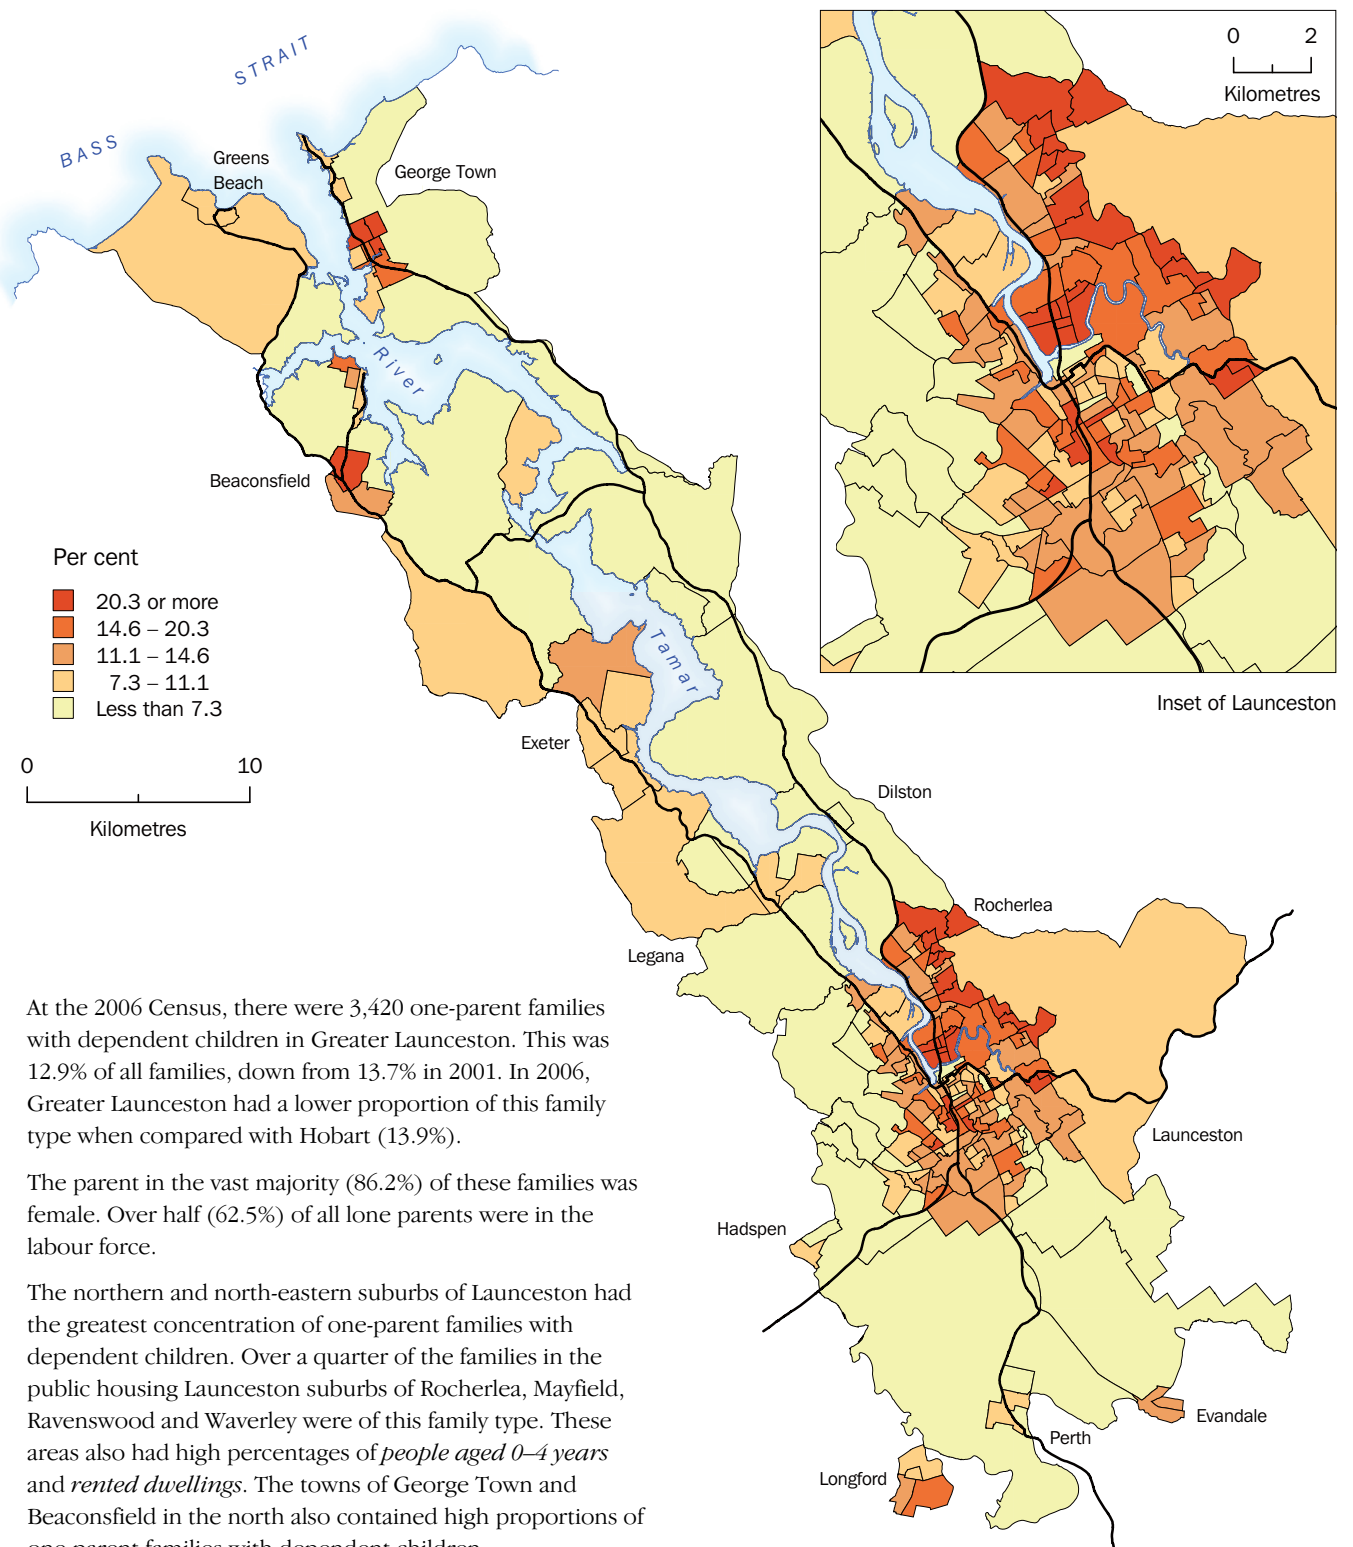 BASS STRAIT
Greens
Beach
George Town
River
Beaconsfield
Per cent
20.3 or more
14.6 – 20.3
11.1 – 14.6
7.3 – 11.1
Less than 7.3
0 10
Kilometres
Tamar
Exeter
0 2
Kilometres
Inset of Launceston
Dilston
Rocherlea
Legana
Launceston
Hadspen
Evandale
Perth
Longford
At the 2006 Census, there were 3,420 one-parent families
with dependent children in Greater Launceston. This was
12.9% of all families, down from 13.7% in 2001. In 2006,
Greater Launceston had a lower proportion of this family
type when compared with Hobart (13.9%).
The parent in the vast majority (86.2%) of these families was
female. Over half (62.5%) of all lone parents were in the
labour force.
The northern and north-eastern suburbs of Launceston had
the greatest concentration of one-parent families with
dependent children. Over a quarter of the families in the
public housing Launceston suburbs of Rocherlea, Mayfield,
Ravenswood and Waverley were of this family type. These
areas also had high percentages of people aged 0–4 years
and rented dwellings. The towns of George Town and
Beaconsfield in the north also contained high proportions of
one-parent families with dependent children.